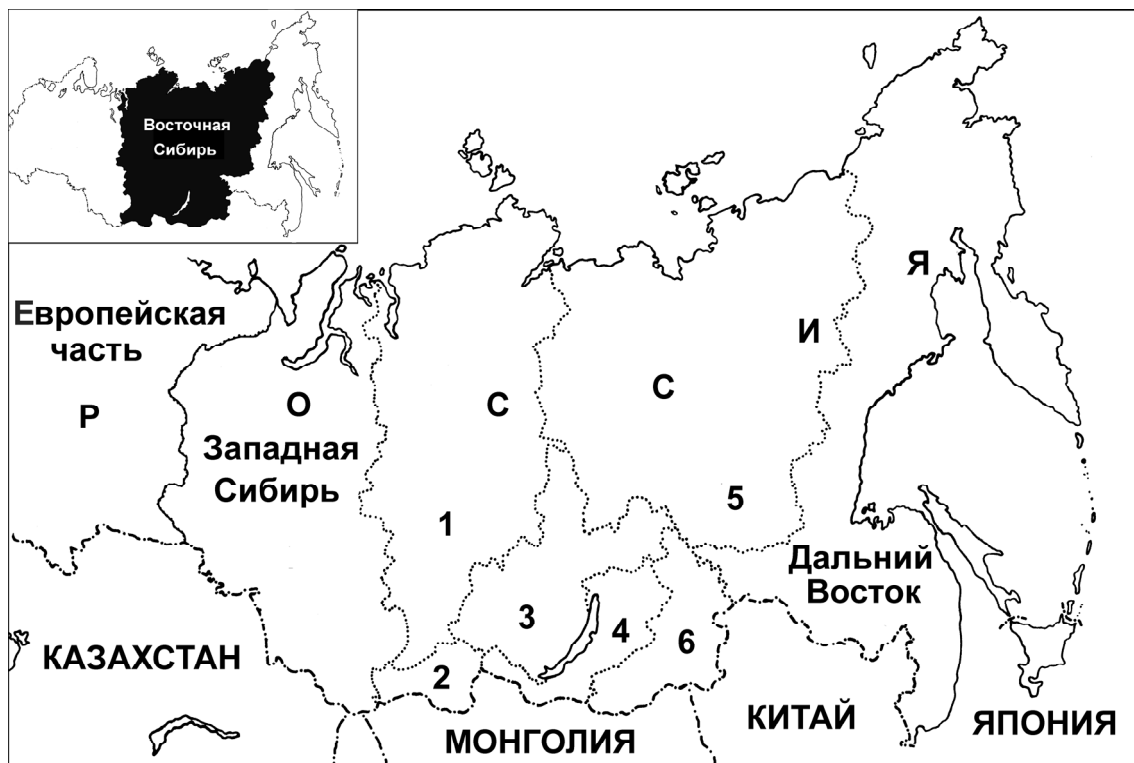 Восточная
Сибирь
Я
Европейская
часть
И
Р
О
С
С
Западная
Сибирь
1
5
Дальний
Восток
3
4
6
КАЗАХСТАН
2
КИТАЙ
ЯПОНИЯ
МОНГОЛИЯ